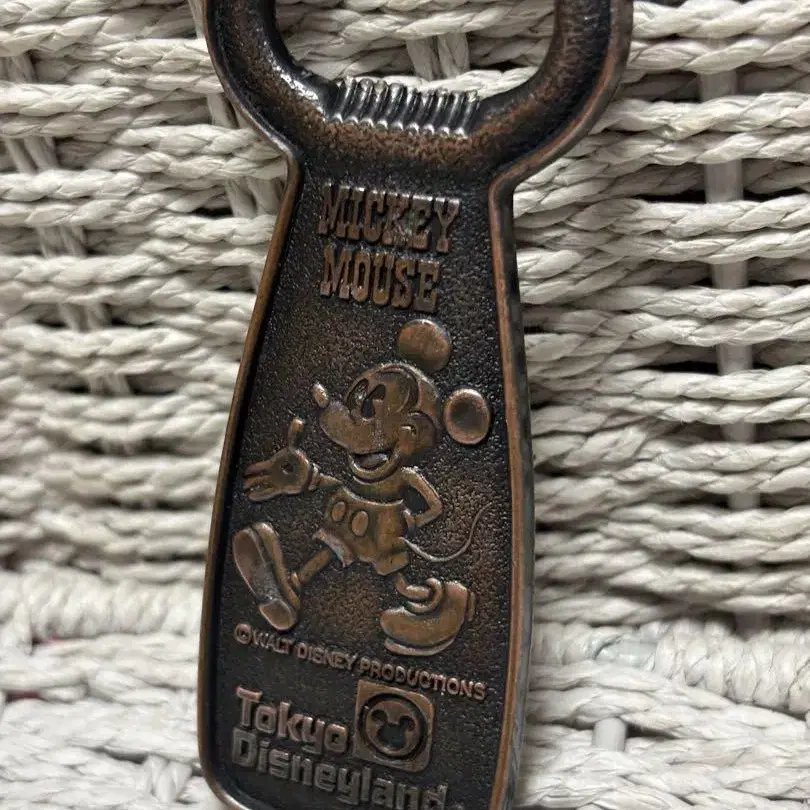 MICKEY
MOUSE
© WALT DISNEY PRODUCTIONS
Tokyo
Disneyland